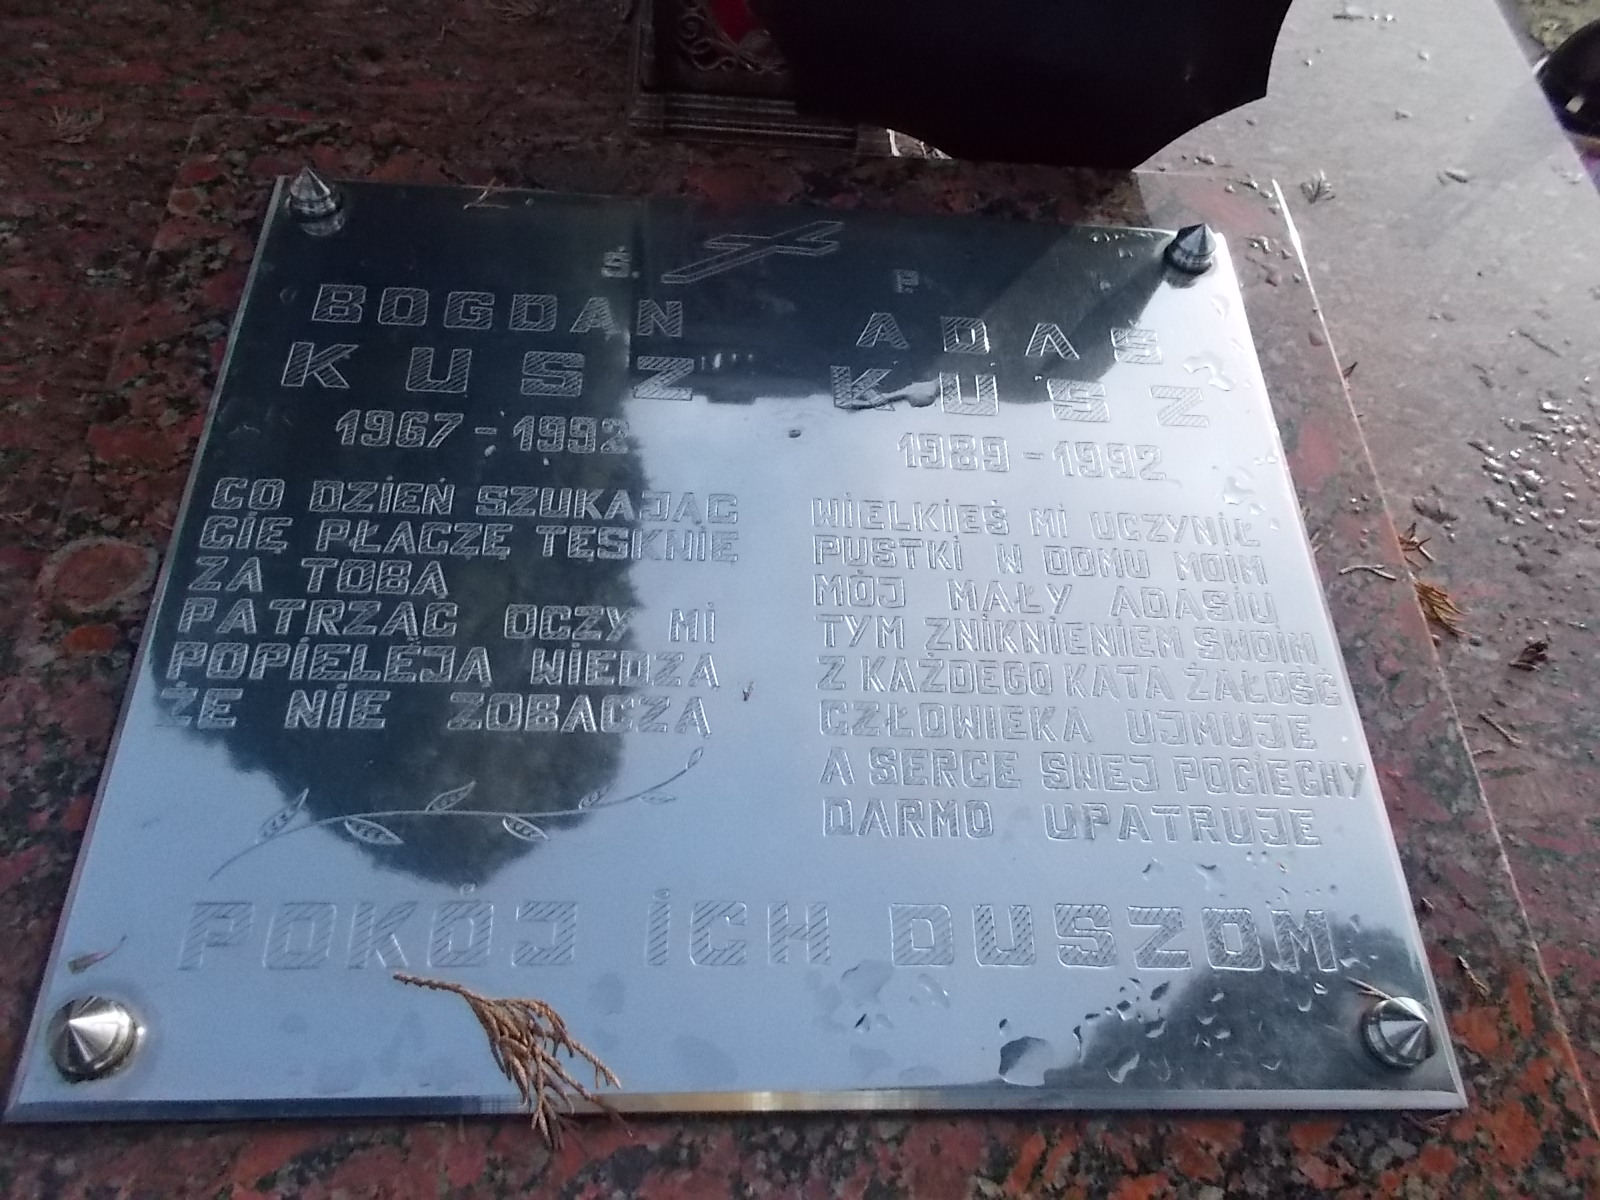 Ś. P
BOGDAN
KUSZ
1967 - 1992
CO DZIEŃ SZUKAJĄC
CIĘ PŁACZĘ TĘSKNIĘ
ZA TOBĄ
PATRZĄC OCZY MI
POPIELEJĄ WIEDZĄ
ŻE NIE ZOBACZĄ
ADAŚ
KUSZ
1989 - 1992
WIELKIEŚ MI UCZYNIŁ
PUSTKI W DOMU MOIM
MÓJ MAŁY ADASIU
TYM ZNIKNIENIEM SWOIM
Z KAŻDEGO KĄTA ŻAŁOŚĆ
CZŁOWIEKA UJMUJE
A SERCE SWEJ POCIECHY
DARMO UPATRUJE
POKÓJ ICH DUSZOM